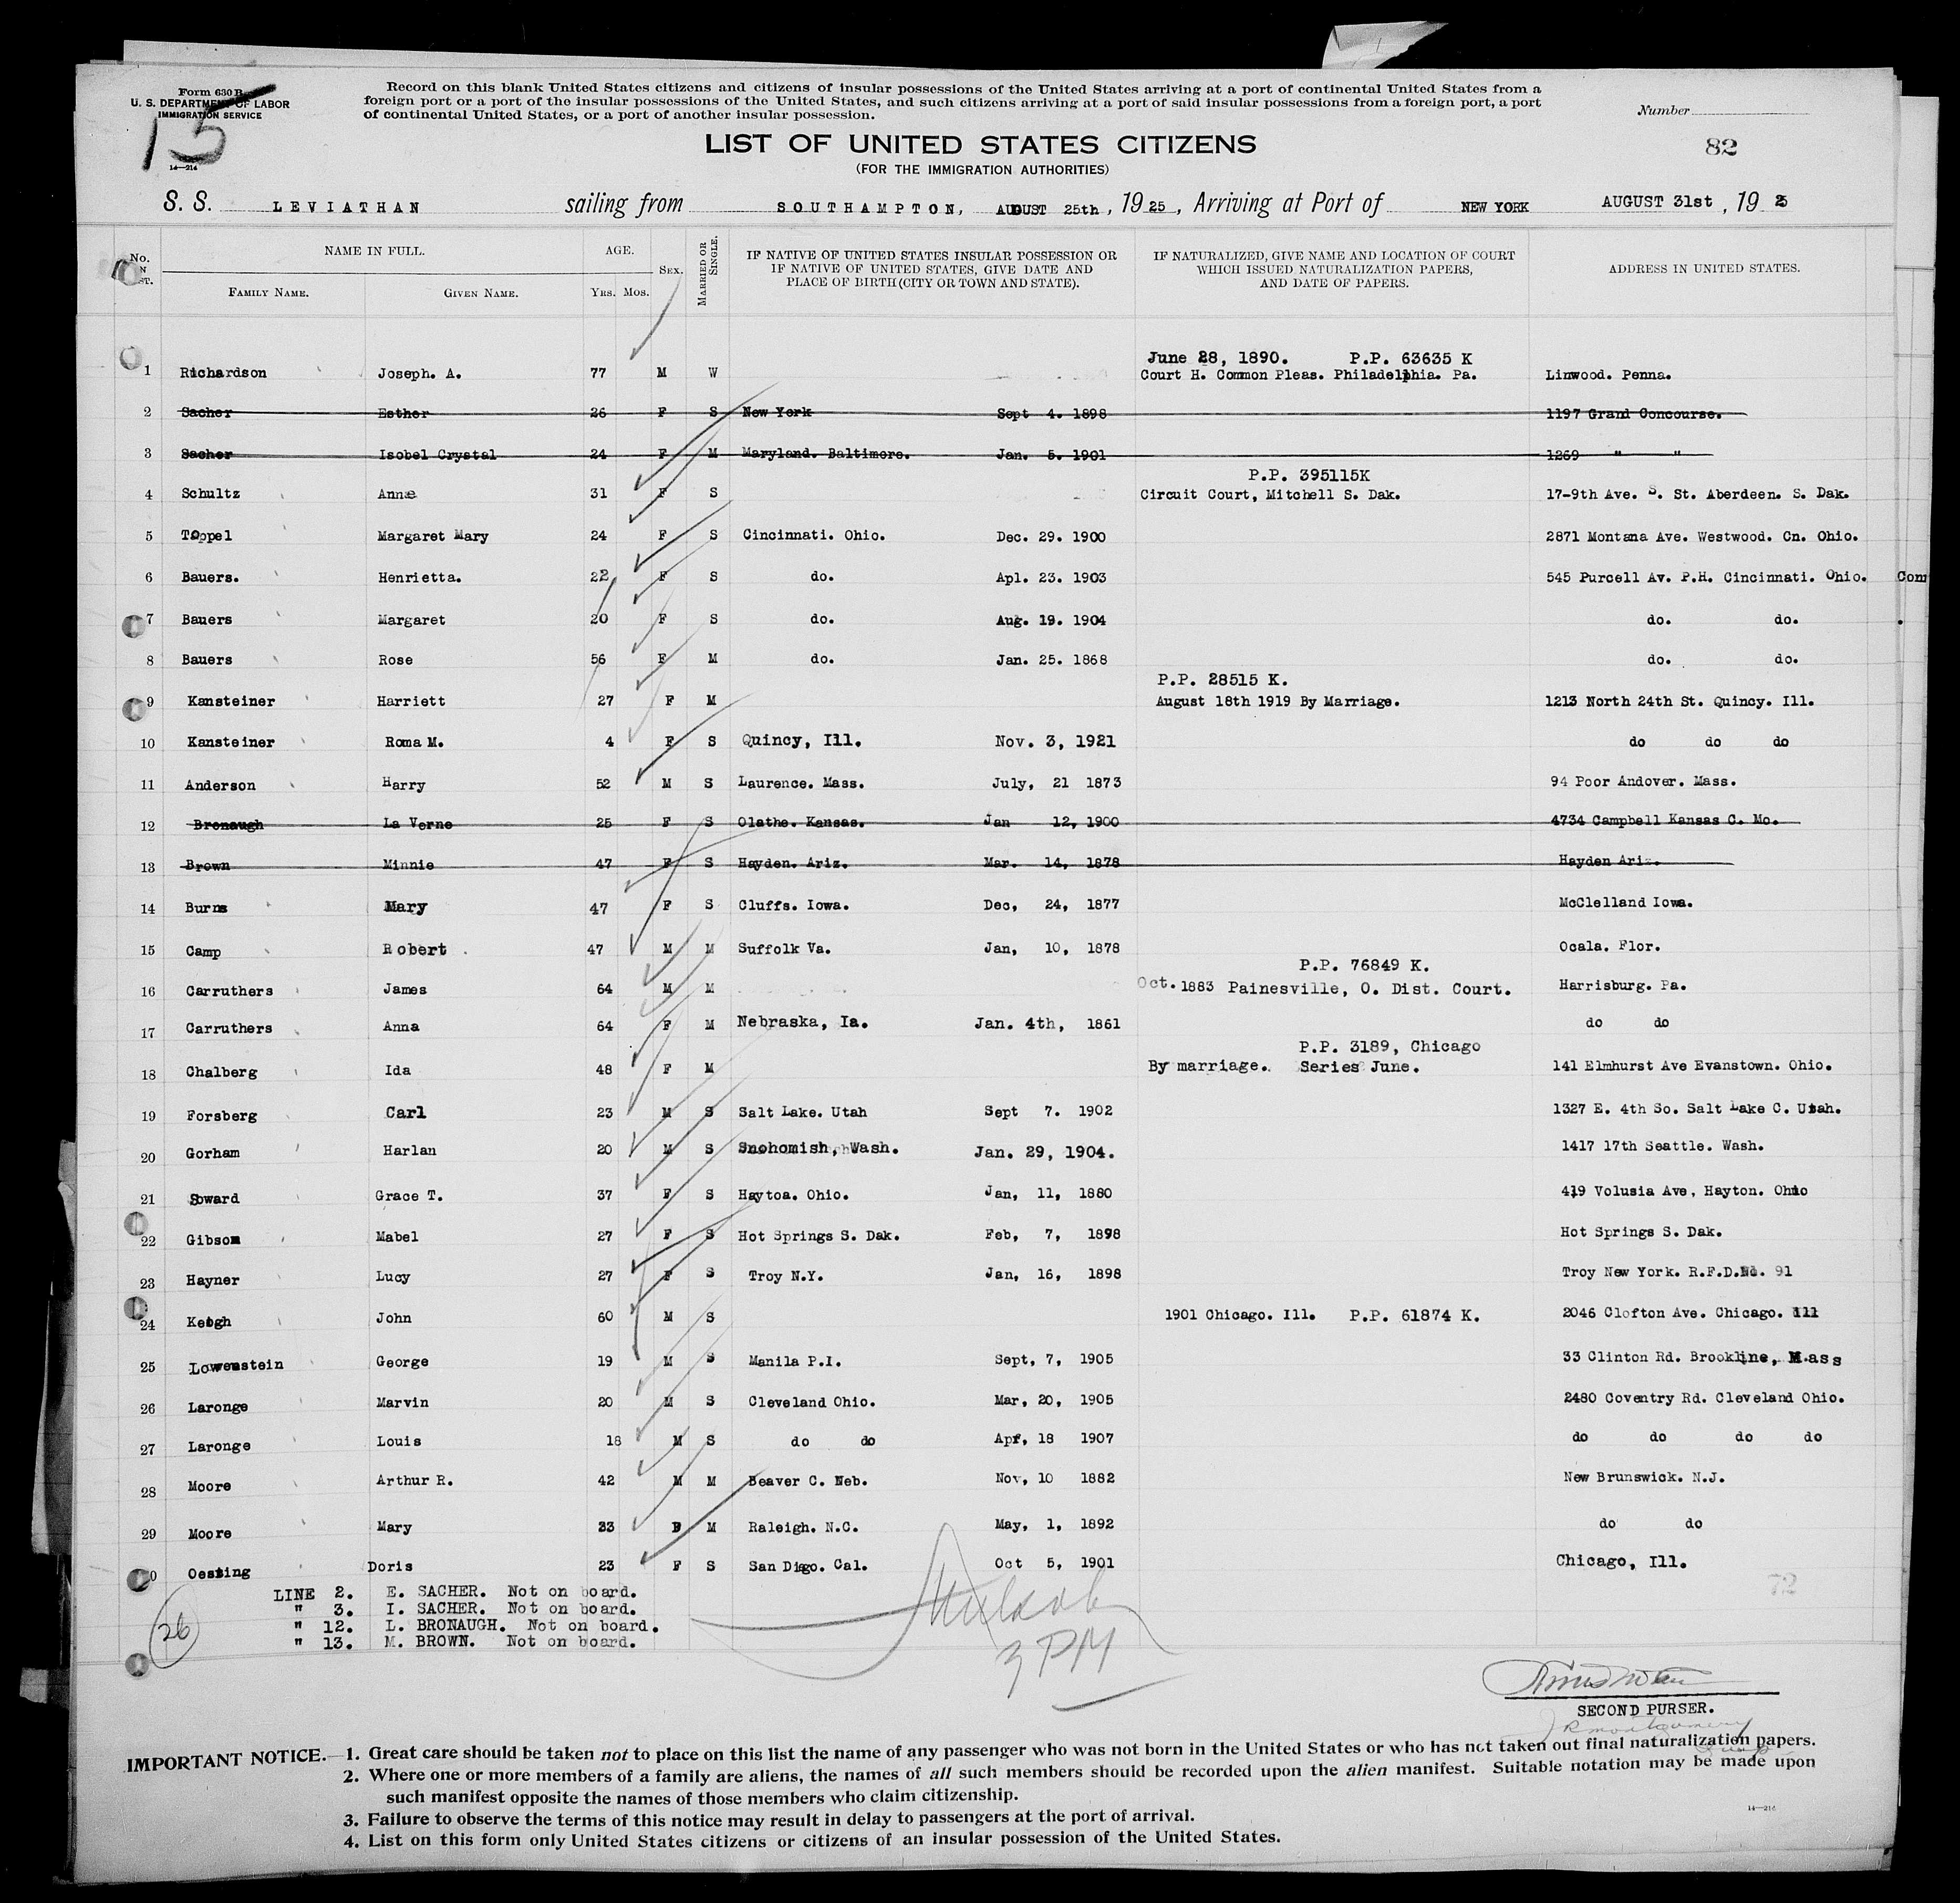 Form 630 B
U. S. DEPARTMENT OF LABOR
IMMIGRATION SERVICE
14—214
15
Record on this blank United States citizens and citizens of insular possessions of the United States arriving at a port of continental United States from a
foreign port or a port of the insular possessions of the United States, and such citizens arriving at a port of said insular possessions from a foreign port, a port
of continental United States, or a port of another insular possession.
Number
82
LIST OF UNITED STATES CITIZENS
(FOR THE IMMIGRATION AUTHORITIES)
S. S. LEVIATHAN sailing from SOUTHAMPTON, AUGUST 25th, 1925, Arriving at Port of NEW YORK AUGUST 31st, 1925
No. NAME IN FULL. AGE. SEX. MARRIED OR SINGLE. IF NATIVE OF UNITED STATES INSULAR POSSESSION OR IF NATIVE OF UNITED STATES, GIVE DATE AND PLACE OF BIRTH (CITY OR TOWN AND STATE). IF NATURALIZED, GIVE NAME AND LOCATION OF COURT WHICH ISSUED NATURALIZATION PAPERS, AND DATE OF PAPERS. ADDRESS IN UNITED STATES.
FAMILY NAME. GIVEN NAME. YRS. MOS.
June 28, 1890. P.P. 63635 K
1 Richardson Joseph. A. 77 M W Court H. Common Pleas. Philadelphia. Pa. Linwood. Penna.
2 Sacher Esther 26 F S New York Sept 4. 1898 1197 Grand Concourse.
3 Sacher Isobel Crystal 24 F M Maryland. Baltimore. Jan. 5. 1901 1269 " "
P.P. 395115K
4 Schultz Anna 31 F S Circuit Court, Mitchell S. Dak. 17-9th Ave. S. St. Aberdeen. S. Dak.
5 Toppel Margaret Mary 24 F S Cincinnati. Ohio. Dec. 29. 1900 2871 Montana Ave. Westwood. Cn. Ohio.
6 Bauers. Henrietta. 22 F S do. Apl. 23. 1903 545 Purcell Av. P.H. Cincinnati. Ohio. Com
7 Bauers Margaret 20 F S do. Aug. 19. 1904 do. do.
8 Bauers Rose 56 F M do. Jan. 25. 1868 do. do.
P.P. 28515 K.
9 Kansteiner Harriett 27 F M August 18th 1919 By Marriage. 1213 North 24th St. Quincy. Ill.
10 Kansteiner Roma M. 4 F S Quincy, Ill. Nov. 3, 1921 do do do
11 Anderson Harry 52 M S Laurence. Mass. July, 21 1873 94 Poor Andover. Mass.
12 Bronaugh La Verne 25 F S Olathe. Kansas. Jan 12, 1900 4734 Campbell Kansas C. Mo.
13 Brown Minnie 47 F S Hayden. Ariz. Mar. 14, 1878 Hayden Ariz.
14 Burns Mary 47 F S Cluffs. Iowa. Dec, 24, 1877 McClelland Iowa.
15 Camp Robert 47 M M Suffolk Va. Jan, 10, 1878 Ocala. Flor.
P.P. 76849 K.
16 Carruthers James 64 M M Oct. 1883 Painesville, O. Dist. Court. Harrisburg. Pa.
17 Carruthers Anna 64 F M Nebraska, Ia. Jan. 4th, 1861 do do
P.P. 3189, Chicago
18 Chalberg Ida 48 F M By marriage. Series June. 141 Elmhurst Ave Evanstown. Ohio.
19 Forsberg Carl 23 M S Salt Lake. Utah Sept 7. 1902 1327 E. 4th So. Salt Lake C. Utah.
20 Gorham Harlan 20 M S Snohomish, Wash. Jan. 29, 1904. 1417 17th Seattle. Wash.
21 Soward Grace T. 37 F S Haytoa. Ohio. Jan, 11, 1880 419 Volusia Ave, Hayton. Ohio
22 Gibson Mabel 27 F S Hot Springs S. Dak. Feb, 7, 1898 Hot Springs S. Dak.
23 Hayner Lucy 27 F S Troy N.Y. Jan, 16, 1898 Troy New York. R.F.D.No. 91
24 Keogh John 60 M S 1901 Chicago. Ill. P.P. 61874 K. 2046 Clofton Ave. Chicago. Ill
25 Lowenstein George 19 M S Manila P.I. Sept, 7, 1905 33 Clinton Rd. Brookline, Mass
26 Laronge Marvin 20 M S Cleveland Ohio. Mar, 20, 1905 2480 Coventry Rd. Cleveland Ohio.
27 Laronge Louis 18 M S do do Apr, 18 1907 do do do do
28 Moore Arthur R. 42 M M Beaver C. Neb. Nov, 10 1882 New Brunswick. N.J.
29 Moore Mary 33 F M Raleigh. N.C. May, 1, 1892 do do
30 Oesting Doris 23 F S San Diego. Cal. Oct 5, 1901 Chicago, Ill.
LINE 2. E. SACHER. Not on board.
" 3. I. SACHER. Not on board.
" 12. L. BRONAUGH. Not on board.
" 13. M. BROWN. Not on board.
26
72
3 PM
SECOND PURSER.
J R Montgomery
IMPORTANT NOTICE.—1. Great care should be taken not to place on this list the name of any passenger who was not born in the United States or who has not taken out final naturalization papers.
2. Where one or more members of a family are aliens, the names of all such members should be recorded upon the alien manifest. Suitable notation may be made upon
such manifest opposite the names of those members who claim citizenship.
3. Failure to observe the terms of this notice may result in delay to passengers at the port of arrival.
4. List on this form only United States citizens or citizens of an insular possession of the United States.
14—214